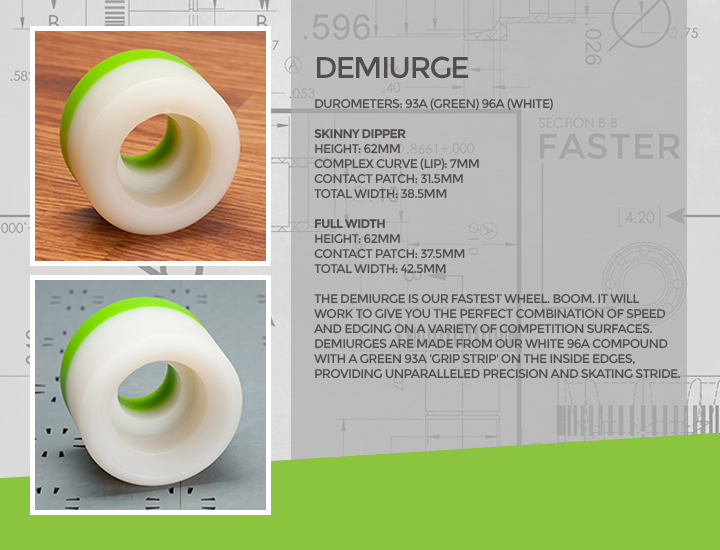 B
B
.596
.026
.75
.582
A
.40
.053
DEMIURGE
DUROMETERS: 93A (GREEN) 96A (WHITE)
SECTION B-B
FASTER
SKINNY DIPPER
HEIGHT: 62MM
.8661+.000
COMPLEX CURVE (LIP): 7MM
CONTACT PATCH: 31.5MM
TOTAL WIDTH: 38.5MM
[4.20]
FULL WIDTH
HEIGHT: 62MM
CONTACT PATCH: 37.5MM
TOTAL WIDTH: 42.5MM
THE DEMIURGE IS OUR FASTEST WHEEL. BOOM. IT WILL
WORK TO GIVE YOU THE PERFECT COMBINATION OF SPEED
AND EDGING ON A VARIETY OF COMPETITION SURFACES.
DEMIURGES ARE MADE FROM OUR WHITE 96A COMPOUND
WITH A GREEN 93A "GRIP STRIP" ON THE INSIDE EDGES,
PROVIDING UNPARALLELED PRECISION AND SKATING STRIDE.